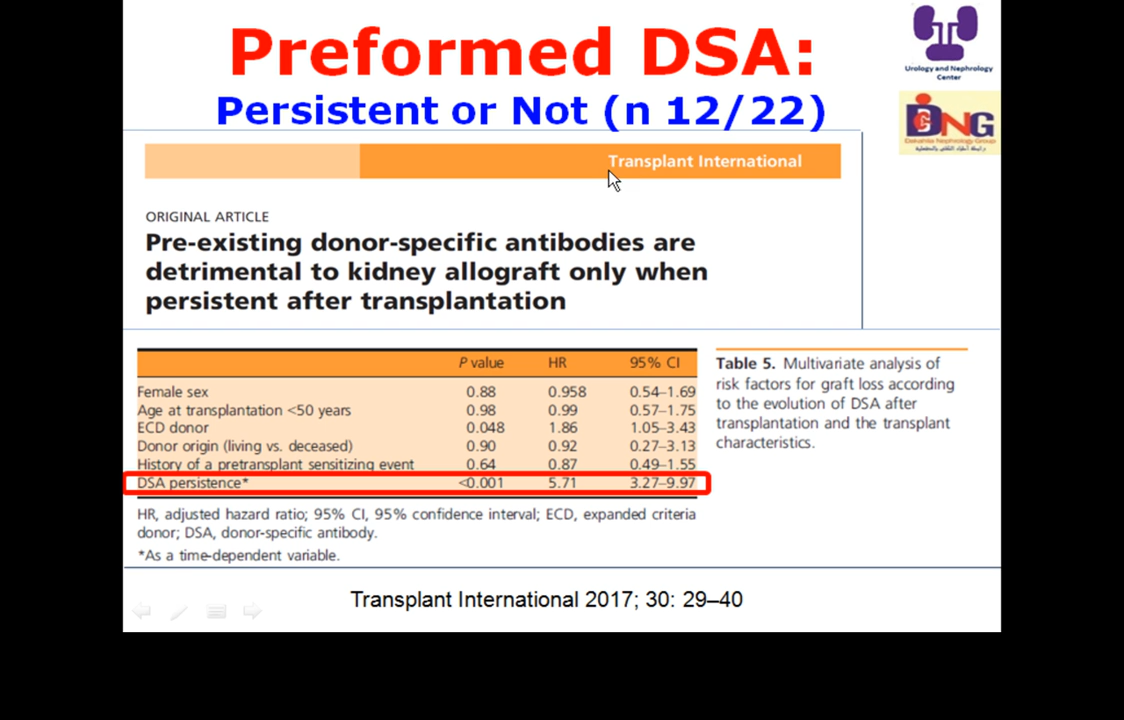 Preformed DSA:
Persistent or Not (n 12/22)
Urology and Nephrology
Center
DNG
Dakahlia Nephrology Group
Transplant International
ORIGINAL ARTICLE
Pre-existing donor-specific antibodies are
detrimental to kidney allograft only when
persistent after transplantation
P value HR 95% CI
Female sex 0.88 0.958 0.54–1.69
Age at transplantation <50 years 0.98 0.99 0.57–1.75
ECD donor 0.048 1.86 1.05–3.43
Donor origin (living vs. deceased) 0.90 0.92 0.27–3.13
History of a pretransplant sensitizing event 0.64 0.87 0.49–1.55
DSA persistence* <0.001 5.71 3.27–9.97
HR, adjusted hazard ratio; 95% CI, 95% confidence interval; ECD, expanded criteria
donor; DSA, donor-specific antibody.
*As a time-dependent variable.
Table 5. Multivariate analysis of
risk factors for graft loss according
to the evolution of DSA after
transplantation and the transplant
characteristics.
Transplant International 2017; 30: 29–40